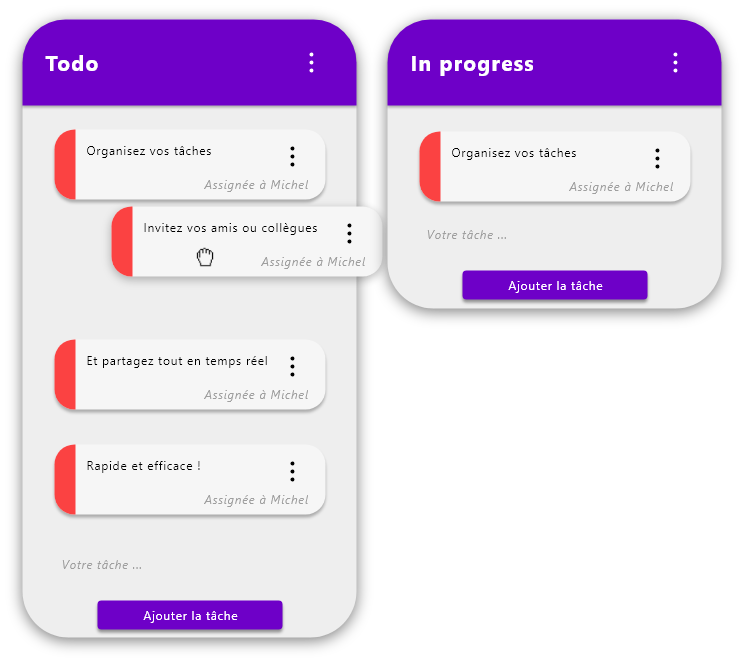 Todo
Organisez vos tâches
Assignée à Michel
Invitez vos amis ou collègues
Assignée à Michel
Et partagez tout en temps réel
Assignée à Michel
Rapide et efficace !
Assignée à Michel
Votre tâche ...
Ajouter la tâche
In progress
Organisez vos tâches
Assignée à Michel
Votre tâche ...
Ajouter la tâche